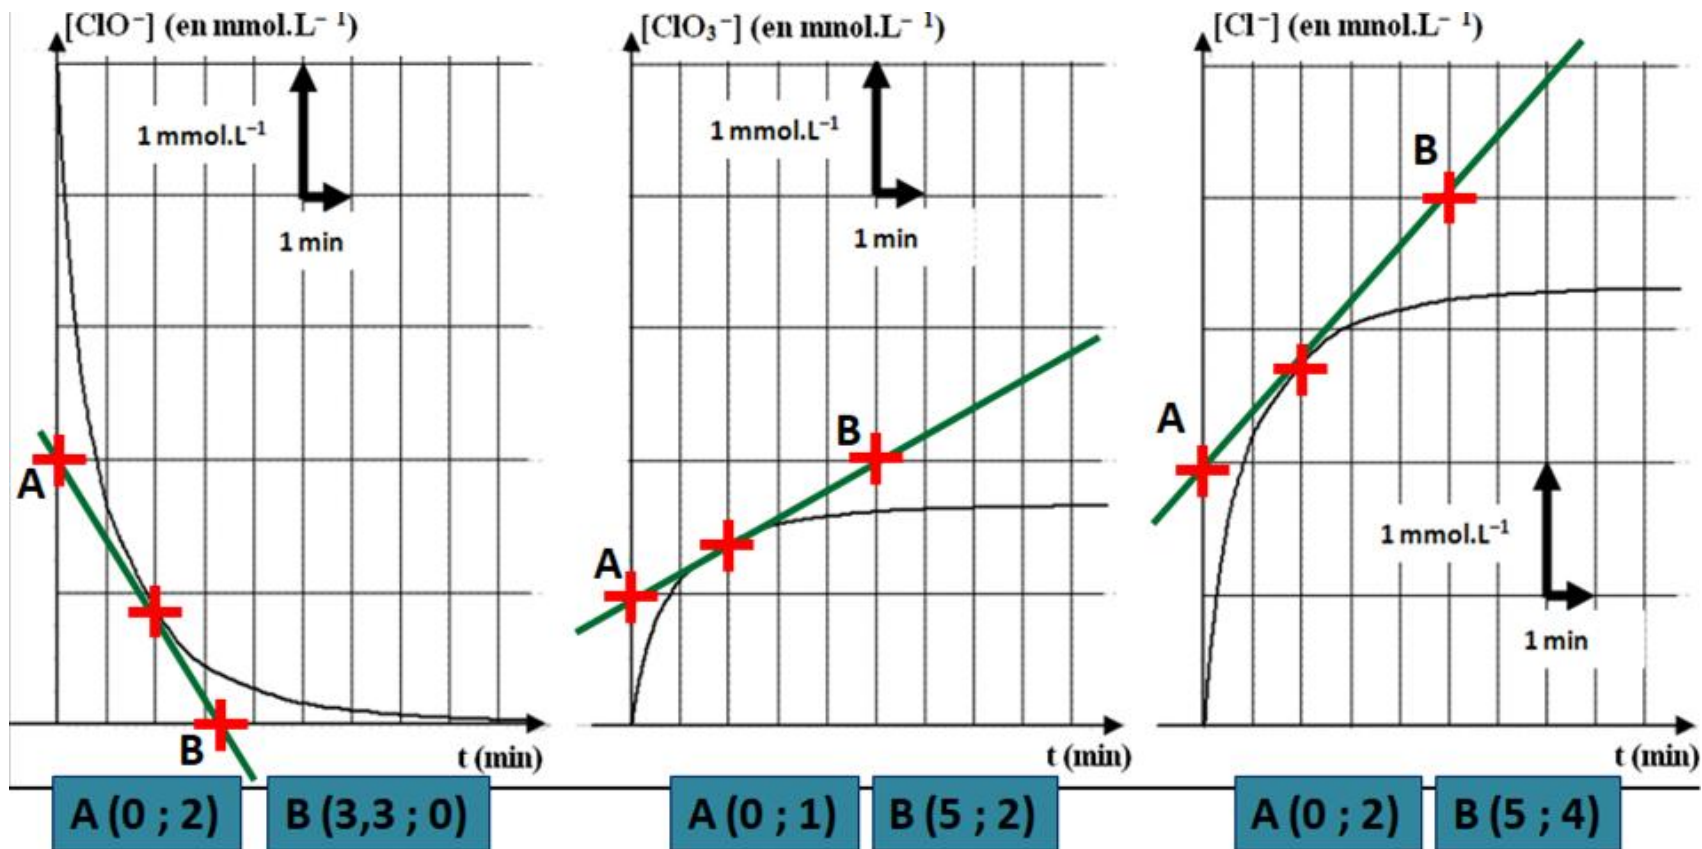 [ClO⁻] (en mmol.L⁻ ¹)
1 mmol.L⁻¹
1 min
A
B
t (min)
A (0 ; 2)
B (3,3 ; 0)
[ClO₃⁻] (en mmol.L⁻ ¹)
1 mmol.L⁻¹
1 min
B
A
t (min)
A (0 ; 1)
B (5 ; 2)
[Cl⁻] (en mmol.L⁻ ¹)
B
A
1 mmol.L⁻¹
1 min
t (min)
A (0 ; 2)
B (5 ; 4)